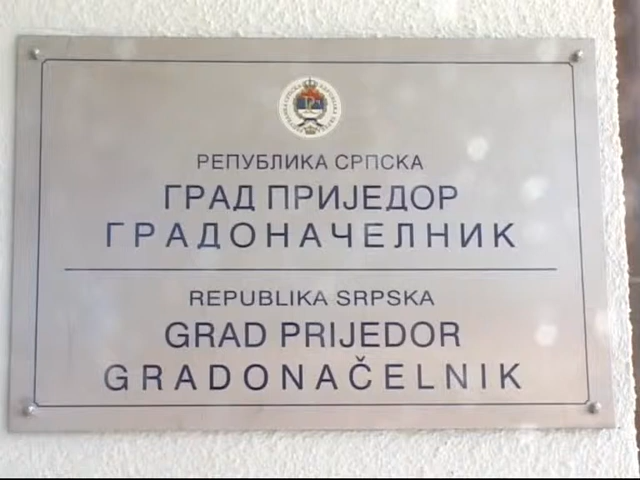 РЕПУБЛИКА СРПСКА
ГРАД ПРИЈЕДОР
ГРАДОНАЧЕЛНИК
REPUBLIKA SRPSKA
GRAD PRIJEDOR
GRADONAČELNIK